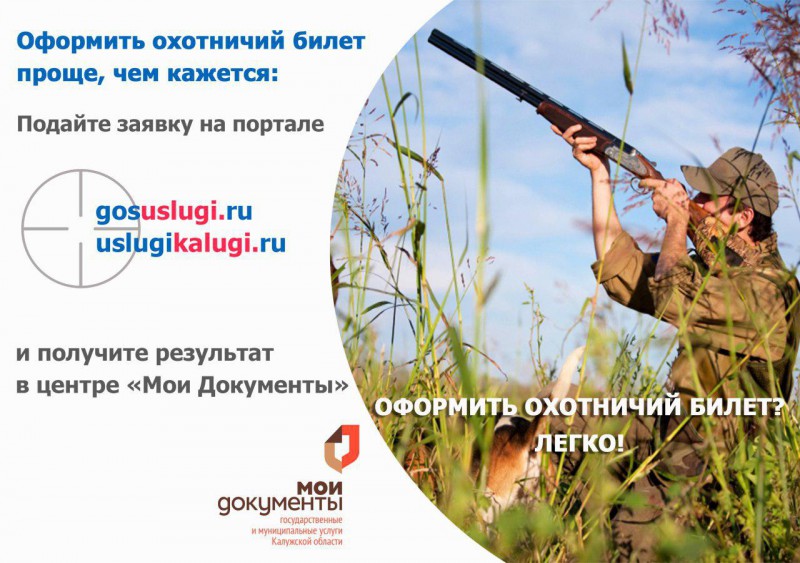 Оформить охотничий билет
проще, чем кажется:
Подайте заявку на портале
gosuslugi.ru
uslugikalugi.ru
и получите результат
в центре «Мои Документы»
ОФОРМИТЬ ОХОТНИЧИЙ БИЛЕТ?
ЛЕГКО!
МОИ
ДОКУМЕНТЫ
государственные
и муниципальные услуги
Калужской области